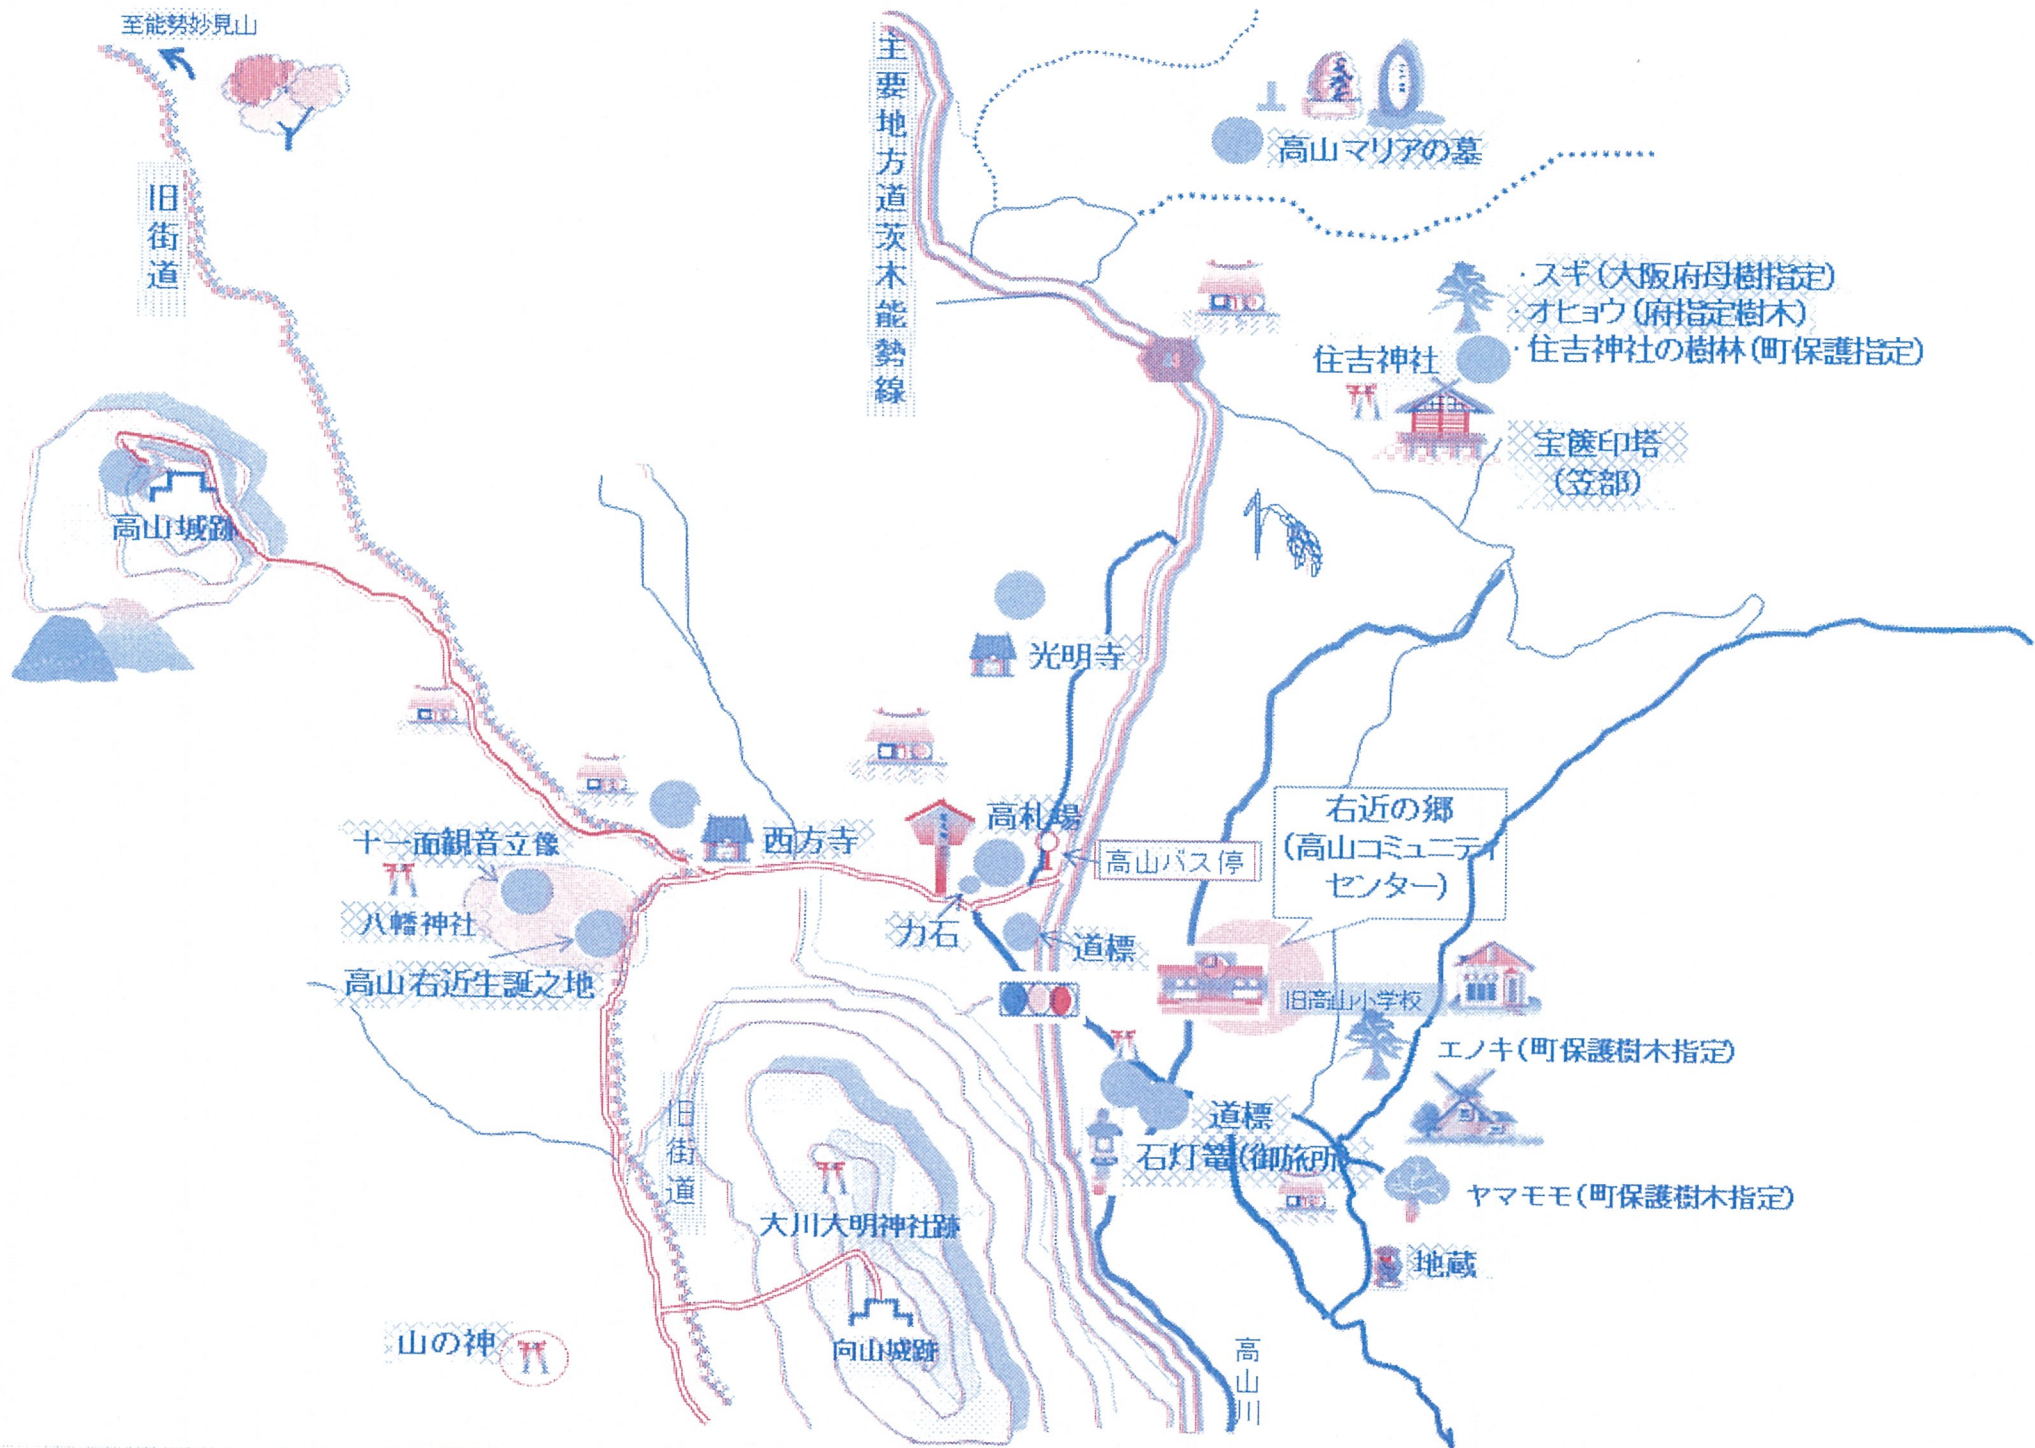 至能勢妙見山
旧街道
主要地方道茨木能勢線
高山マリアの墓
・スギ(大阪府母樹指定)
・オヒョウ(府指定樹木)
・住吉神社の樹林(町保護指定)
住吉神社
宝篋印塔
(笠部)
高山城跡
光明寺
高札場
西方寺
高山バス停
右近の郷
(高山コミュニティ
センター)
十一面観音立像
八幡神社
高山右近生誕之地
力石
道標
旧高山小学校
エノキ(町保護樹木指定)
道標
石灯篭(御旅所)
旧街道
ヤマモモ(町保護樹木指定)
大川大明神社跡
地蔵
向山城跡
山の神
高山川